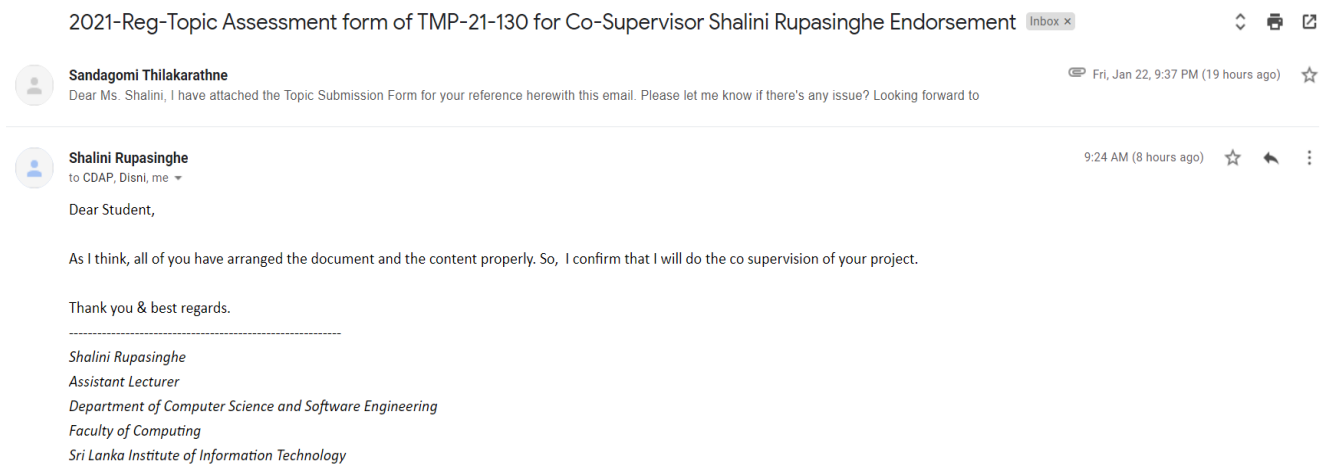 2021-Reg-Topic Assessment form of TMP-21-130 for Co-Supervisor Shalini Rupasinghe Endorsement Inbox ×
Sandagomi Thilakarathne Fri, Jan 22, 9:37 PM (19 hours ago)
Dear Ms. Shalini, I have attached the Topic Submission Form for your reference herewith this email. Please let me know if there's any issue? Looking forward to
Shalini Rupasinghe 9:24 AM (8 hours ago)
to CDAP, Disni, me
Dear Student,
As I think, all of you have arranged the document and the content properly. So,  I confirm that I will do the co supervision of your project.
Thank you & best regards.
----------------------------------------------------------
Shalini Rupasinghe
Assistant Lecturer
Department of Computer Science and Software Engineering
Faculty of Computing
Sri Lanka Institute of Information Technology